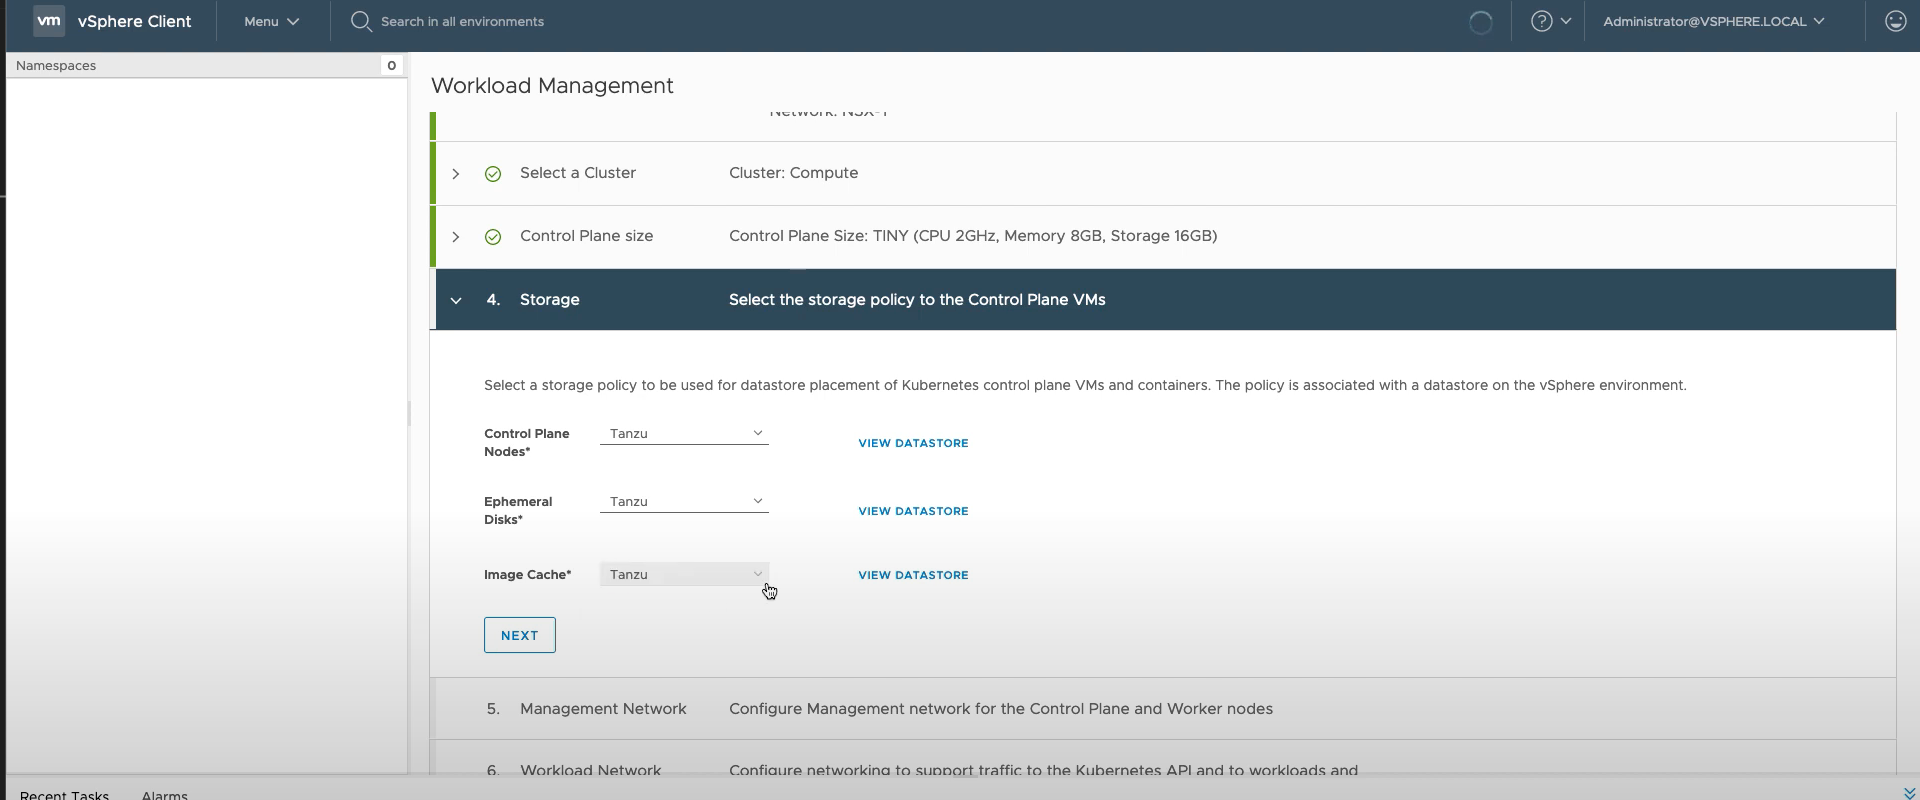 vm vSphere Client Menu Search in all environments Administrator@VSPHERE.LOCAL
Namespaces 0
Workload Management
Network: NSX-T
Select a Cluster Cluster: Compute
Control Plane size Control Plane Size: TINY (CPU 2GHz, Memory 8GB, Storage 16GB)
4. Storage Select the storage policy to the Control Plane VMs
Select a storage policy to be used for datastore placement of Kubernetes control plane VMs and containers. The policy is associated with a datastore on the vSphere environment.
Control Plane Nodes* Tanzu VIEW DATASTORE
Ephemeral Disks* Tanzu VIEW DATASTORE
Image Cache* Tanzu VIEW DATASTORE
NEXT
5. Management Network Configure Management network for the Control Plane and Worker nodes
6. Workload Network Configure networking to support traffic to the Kubernetes API and to workloads and
Recent Tasks Alarms